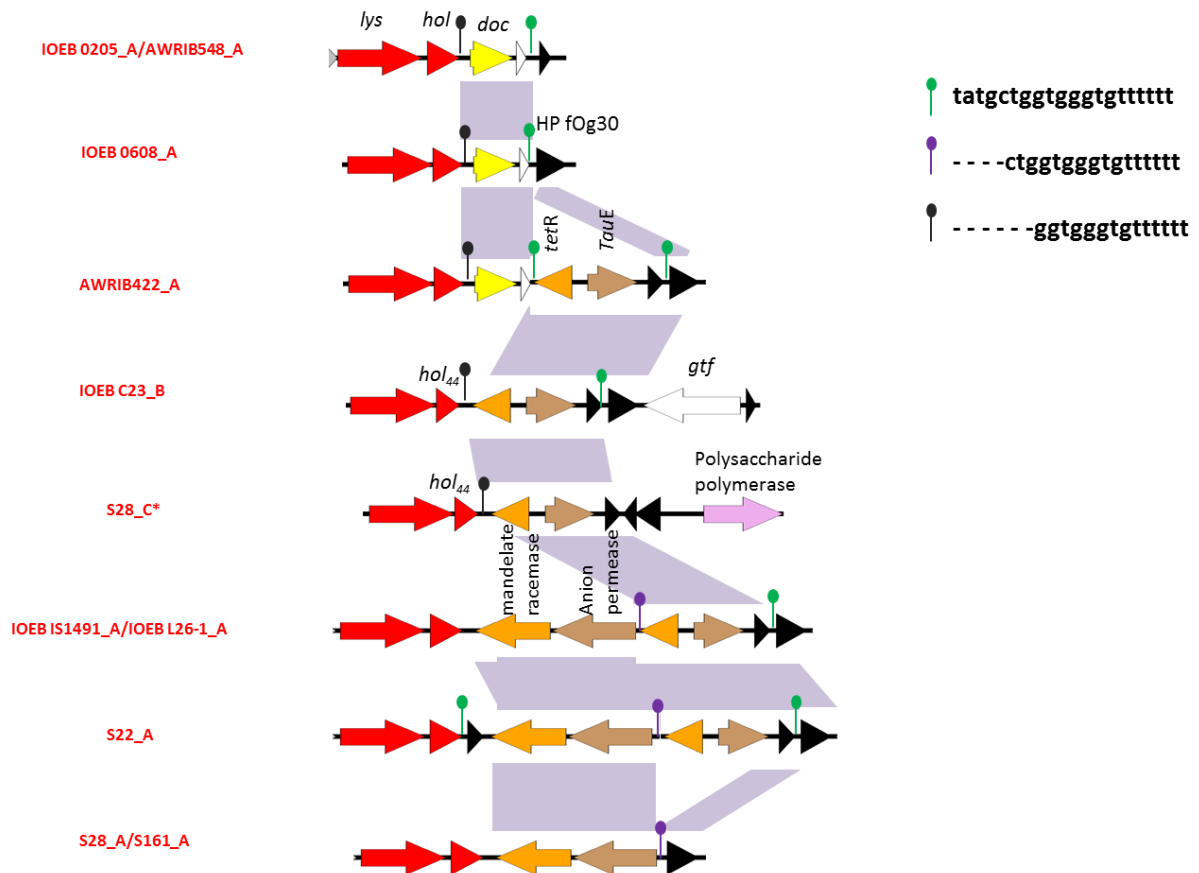 lys hol doc
IOEB 0205_A/AWRIB548_A
tatgctggtgggtgtttttt
HP fOg30
IOEB 0608_A
- - - -ctggtgggtgtttttt
- - - - - -ggtgggtgtttttt
tetR
TauE
AWRIB422_A
gtf
hol44
IOEB C23_B
Polysaccharide
polymerase
hol44
S28_C*
mandelate
racemase
Anion
permease
IOEB IS1491_A/IOEB L26-1_A
S22_A
S28_A/S161_A